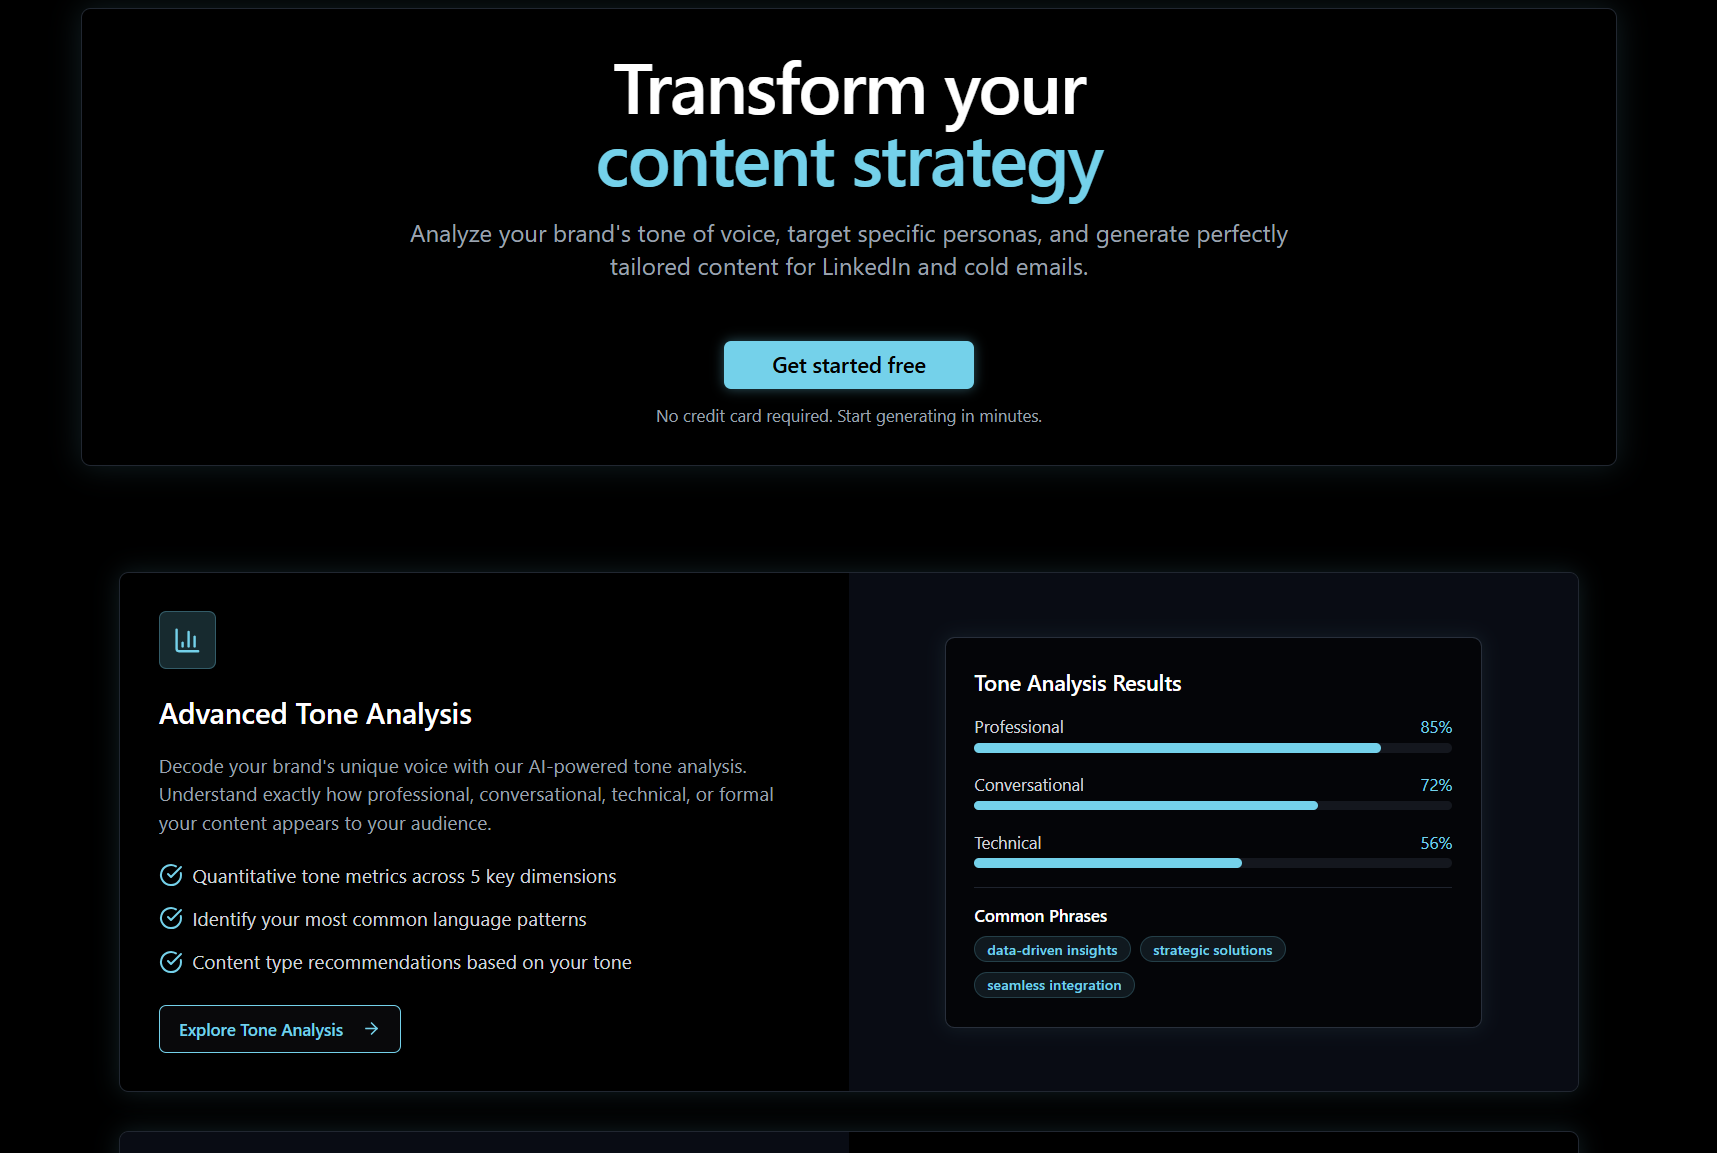 Transform your
content strategy
Analyze your brand's tone of voice, target specific personas, and generate perfectly
tailored content for LinkedIn and cold emails.
Get started free
No credit card required. Start generating in minutes.
Advanced Tone Analysis
Decode your brand's unique voice with our AI-powered tone analysis.
Understand exactly how professional, conversational, technical, or formal
your content appears to your audience.
Quantitative tone metrics across 5 key dimensions
Identify your most common language patterns
Content type recommendations based on your tone
Explore Tone Analysis
Tone Analysis Results
Professional 85%
Conversational 72%
Technical 56%
Common Phrases
data-driven insights strategic solutions
seamless integration